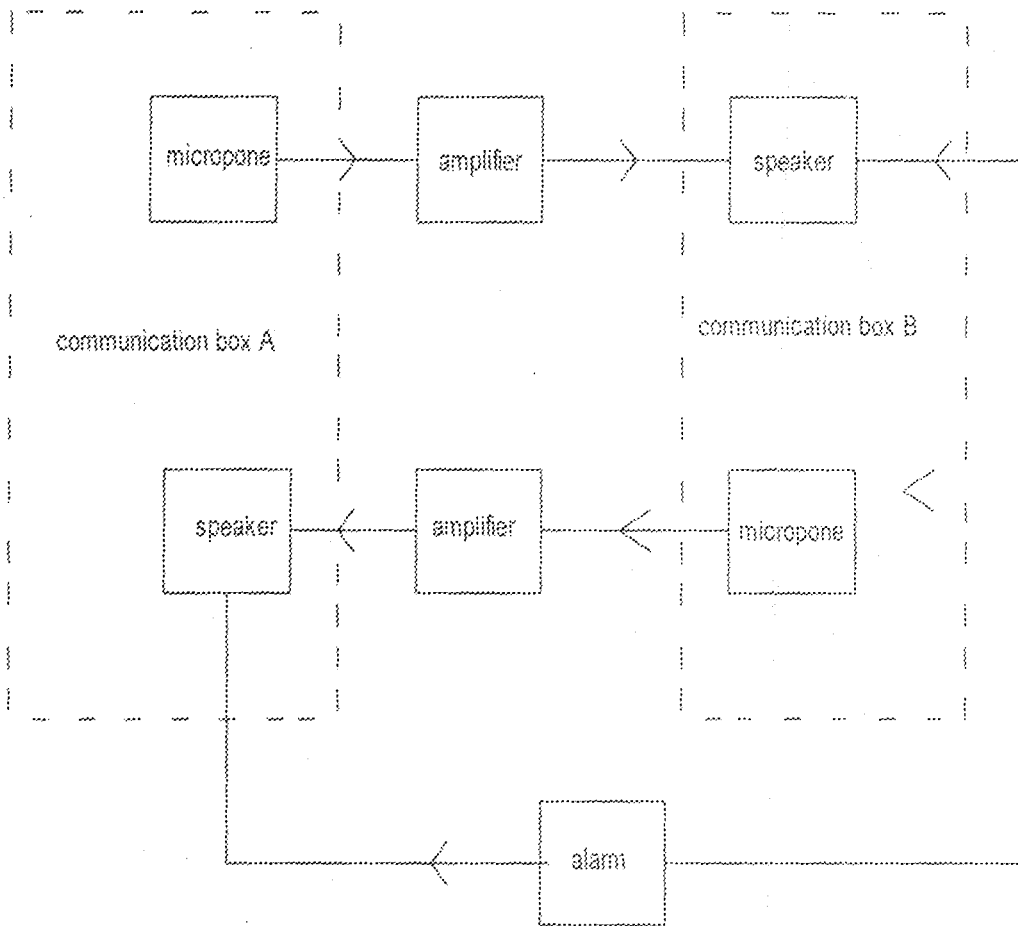 micropone
amplifier
speaker
communication box A
communication box B
speaker
amplifier
micropone
alarm